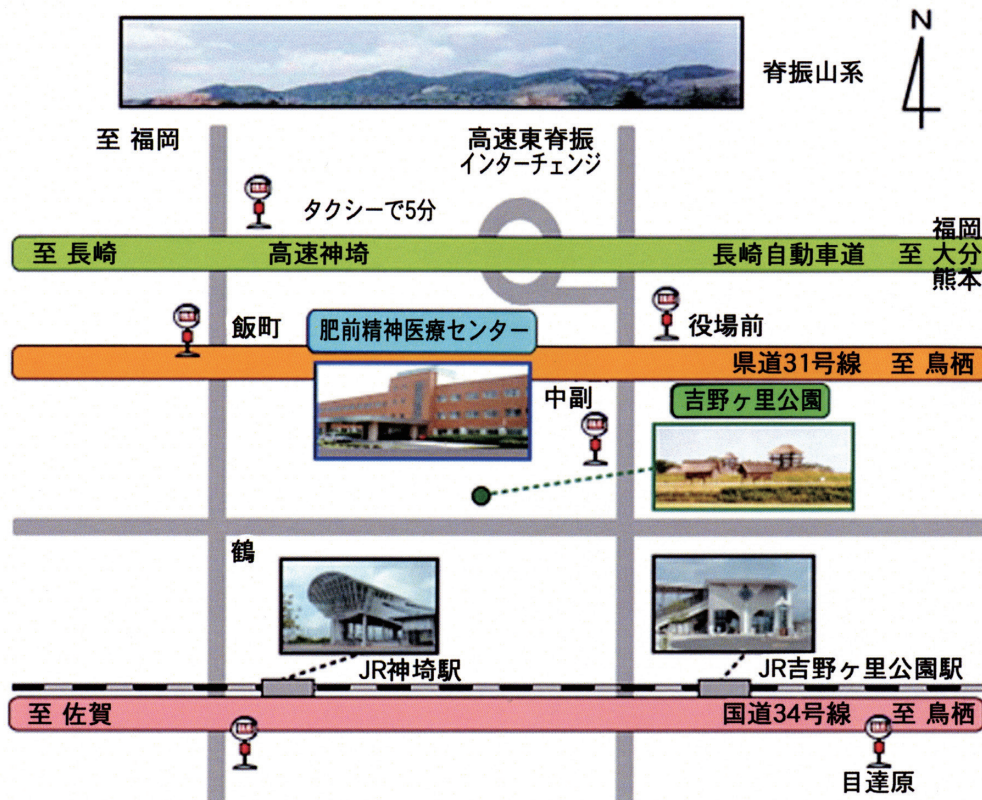 N
脊振山系
至 福岡
高速東脊振
インターチェンジ
タクシーで5分
至 長崎
高速神埼
長崎自動車道
至
福岡
大分
熊本
飯町
肥前精神医療センター
役場前
県道31号線
至 鳥栖
中副
吉野ヶ里公園
鶴
JR神埼駅
JR吉野ヶ里公園駅
至 佐賀
国道34号線
至 鳥栖
目達原